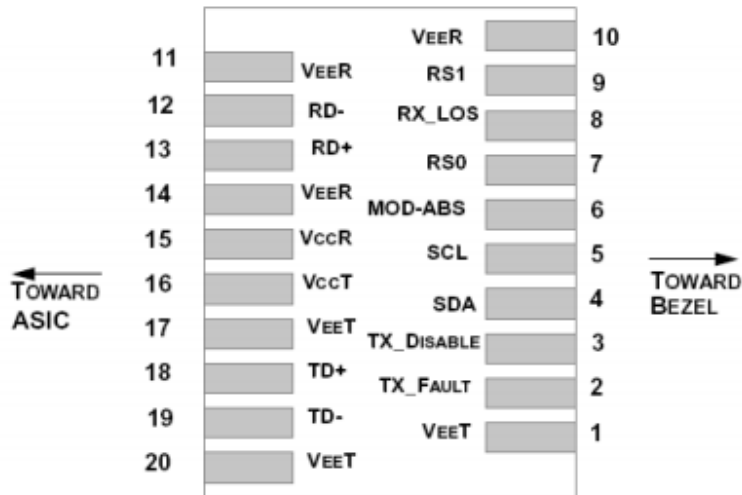 VEER 10
11 VEER
RS1 9
12 RD-
RX_LOS 8
13 RD+
RS0 7
14 VEER
MOD-ABS 6
15 VCCR
SCL 5
TOWARD
ASIC
TOWARD
BEZEL
16 VCCT
SDA 4
17 VEET
TX_DISABLE 3
18 TD+
TX_FAULT 2
19 TD-
VEET 1
20 VEET